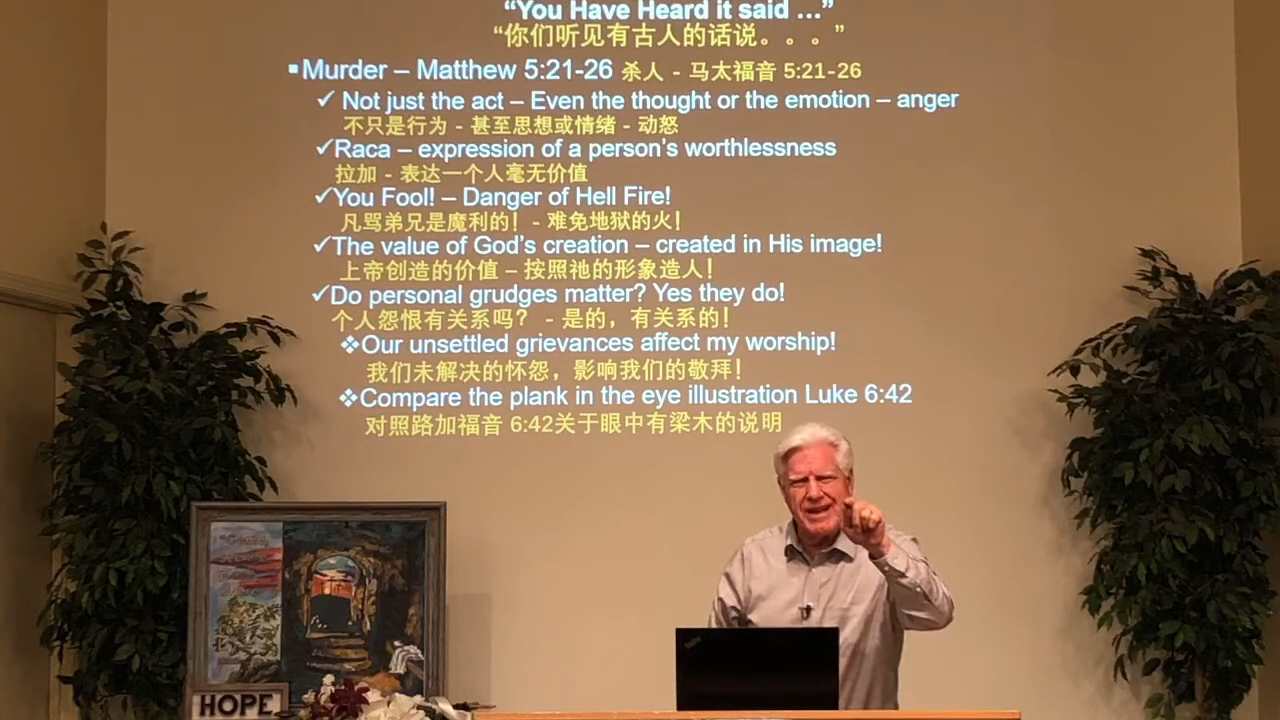 “You Have Heard it said ...”
“你们听见有古人的话说。。。”
▪Murder – Matthew 5:21-26 杀人 - 马太福音 5:21-26
✓ Not just the act – Even the thought or the emotion – anger
不只是行为 - 甚至思想或情绪 - 动怒
✓Raca – expression of a person’s worthlessness
拉加 - 表达一个人毫无价值
✓You Fool! – Danger of Hell Fire!
凡骂弟兄是魔利的！ - 难免地狱的火！
✓The value of God’s creation – created in His image!
上帝创造的价值 – 按照祂的形象造人！
✓Do personal grudges matter? Yes they do!
个人怨恨有关系吗？ - 是的，有关系的！
❖Our unsettled grievances affect my worship!
我们未解决的怀怨，影响我们的敬拜！
❖Compare the plank in the eye illustration Luke 6:42
对照路加福音 6:42关于眼中有梁木的说明
HOPE